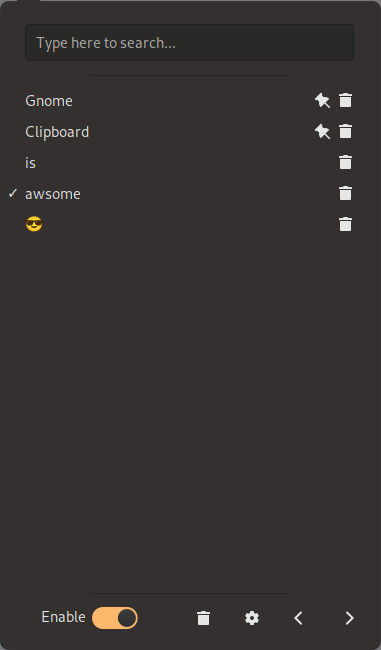 Type here to search...
Gnome
Clipboard
is
✓ awsome
😎
Enable